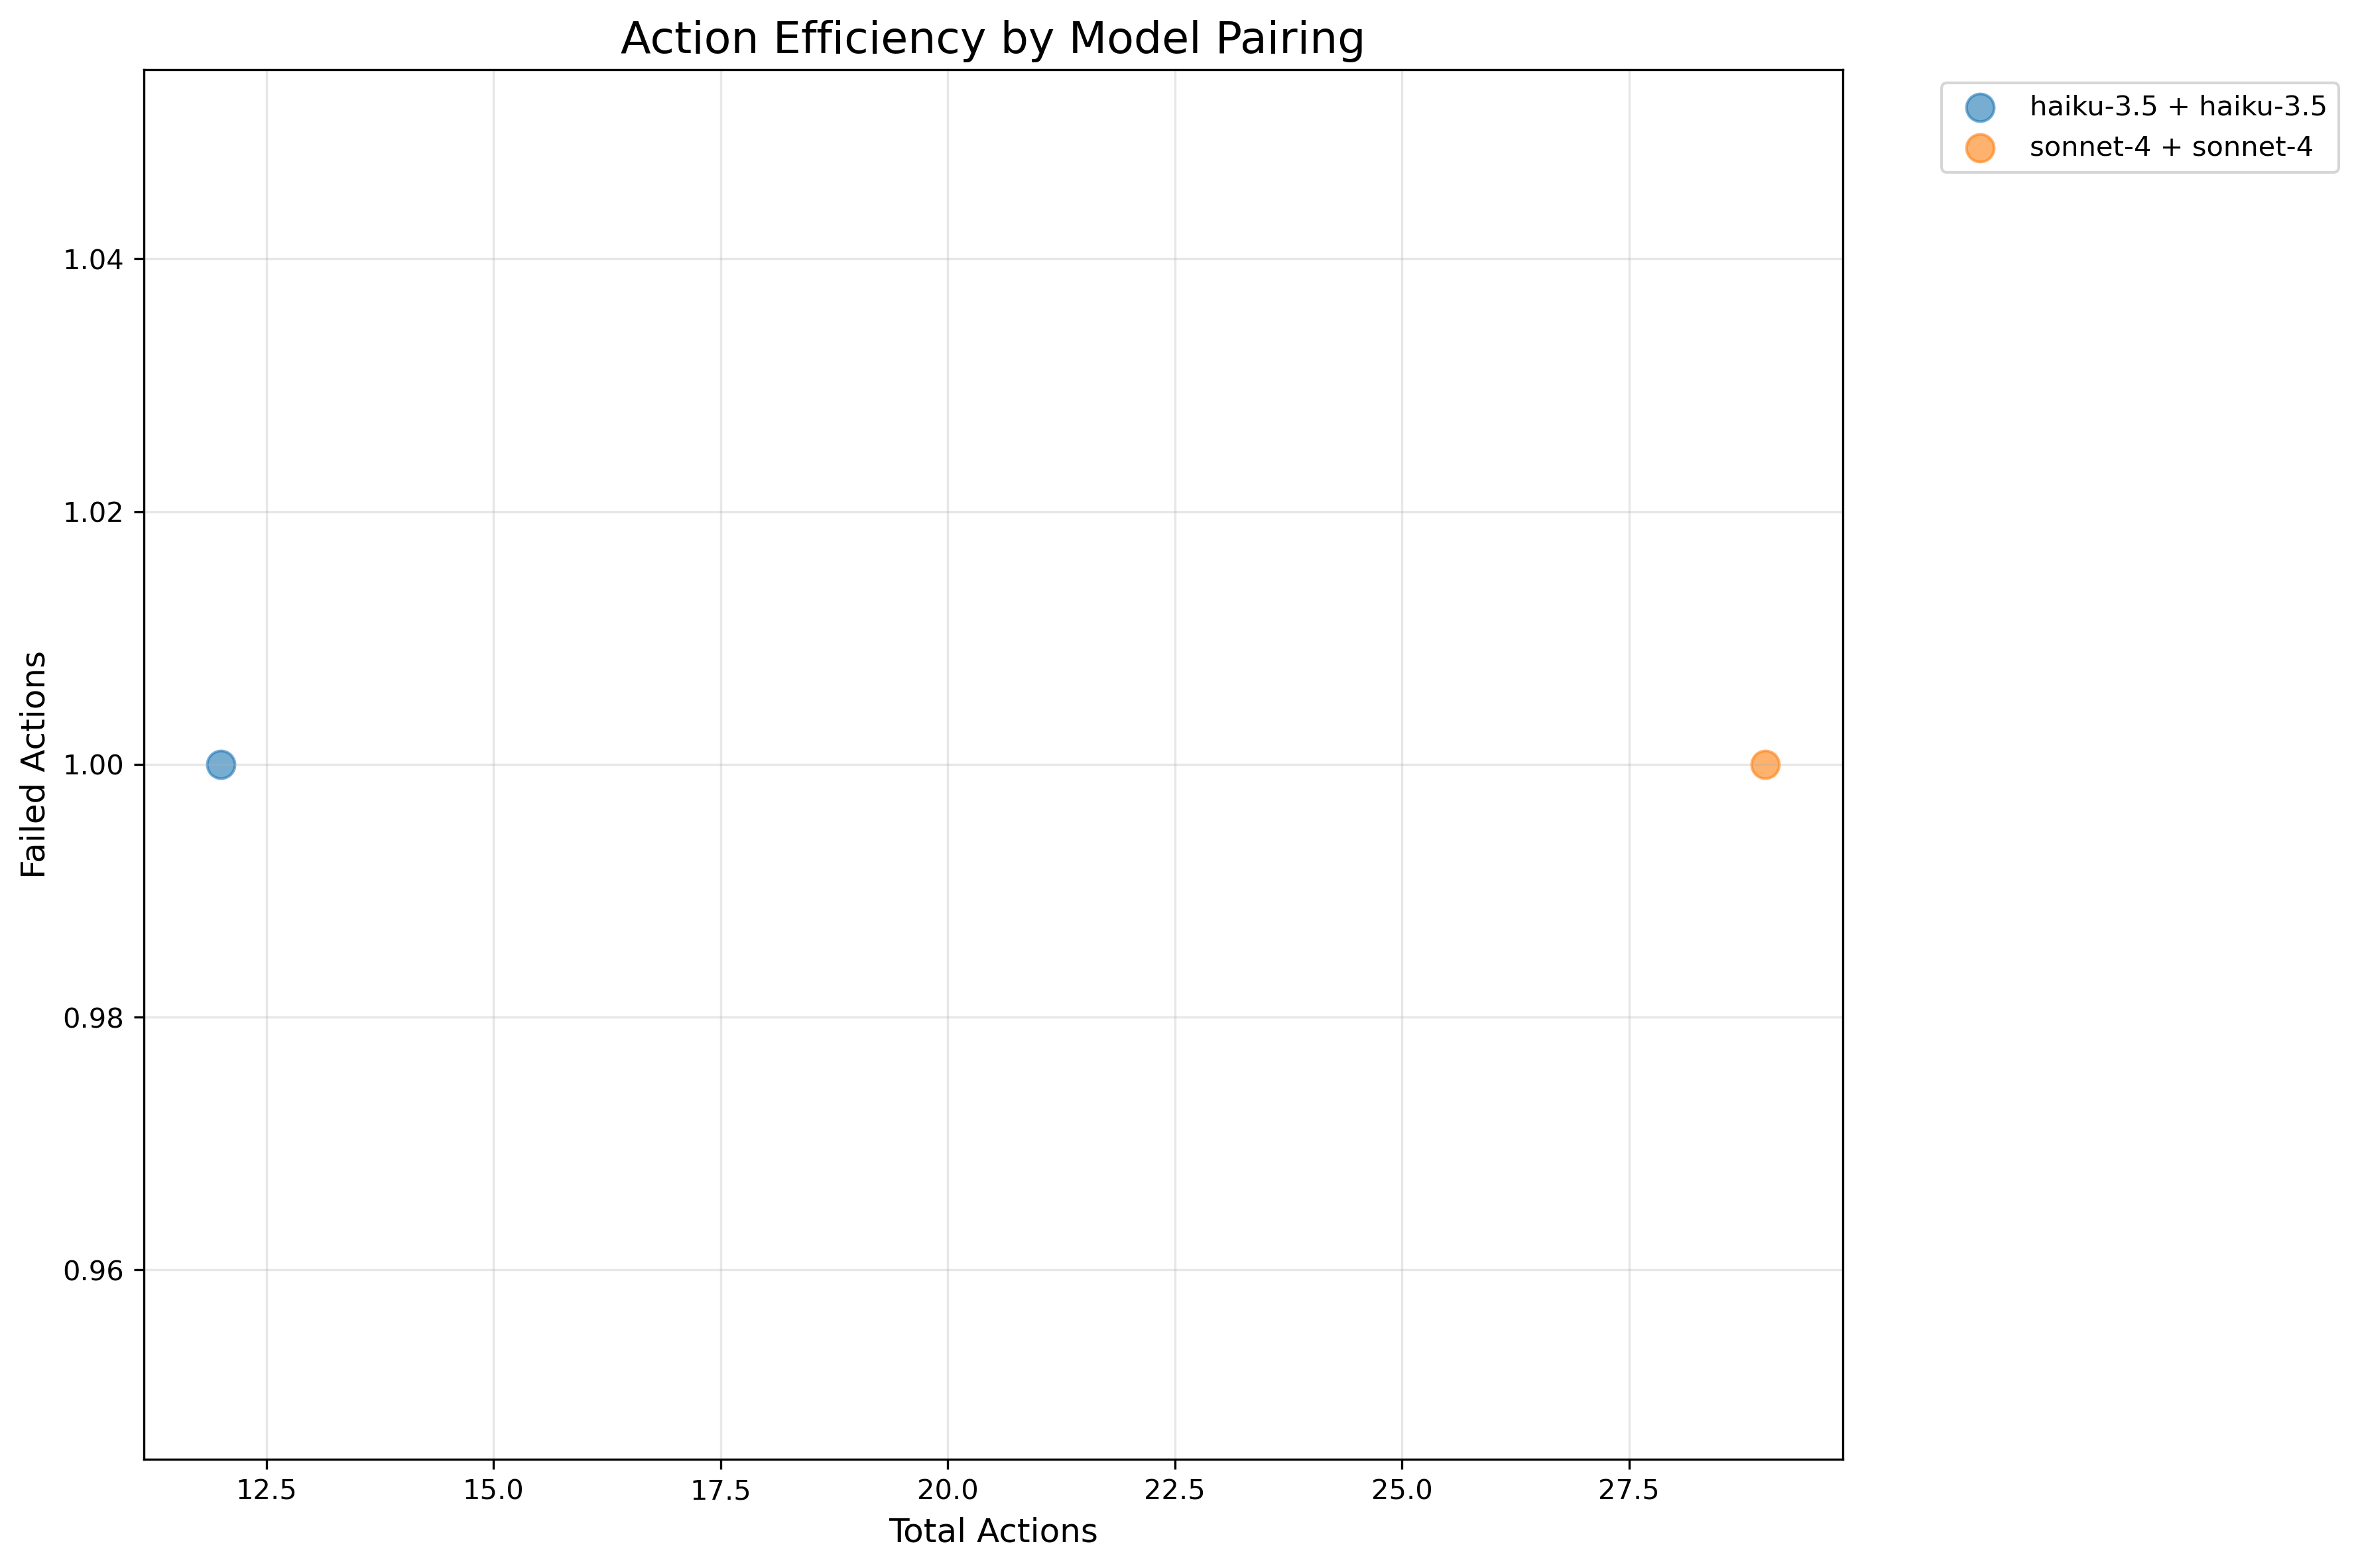 Action Efficiency by Model Pairing
haiku-3.5 + haiku-3.5
sonnet-4 + sonnet-4
Failed Actions
1.04
1.02
1.00
0.98
0.96
12.5 15.0 17.5 20.0 22.5 25.0 27.5
Total Actions